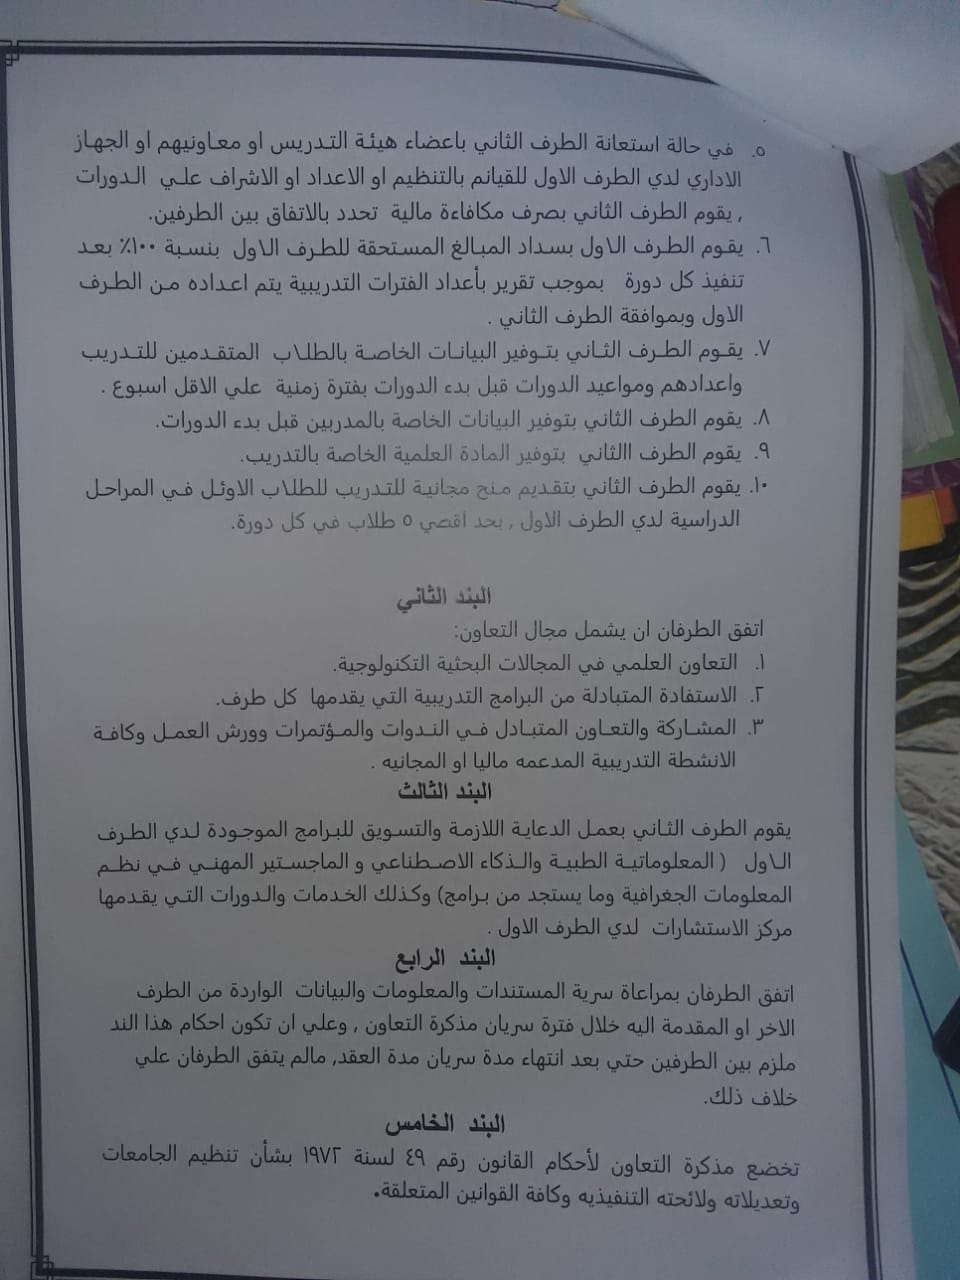 ٥. في حالة استعانة الطرف الثاني باعضاء هيئة التدريس او معاونيهم او الجهاز
الاداري لدي الطرف الاول للقيانم بالتنظيم او الاعداد او الاشراف علي الدورات
, يقوم الطرف الثاني بصرف مكافاءة مالية تحدد بالاتفاق بين الطرفين.
٦. يقوم الطرف الاول بسداد المبالغ المستحقة للطرف الاول بنسبة ١٠٠٪ بعد
تنفيذ كل دورة بموجب تقرير بأعداد الفترات التدريبية يتم اعداده من الطرف
الاول وبموافقة الطرف الثاني .
٧. يقوم الطرف الثاني بتوفير البيانات الخاصة بالطلاب المتقدمين للتدريب
واعدادهم ومواعيد الدورات قبل بدء الدورات بفترة زمنية علي الاقل اسبوع .
٨. يقوم الطرف الثاني بتوفير البيانات الخاصة بالمدربين قبل بدء الدورات.
٩. يقوم الطرف االثاني بتوفير المادة العلمية الخاصة بالتدريب.
١٠. يقوم الطرف الثاني بتقديم منح مجانية للتدريب للطلاب الاوئل في المراحل
الدراسية لدي الطرف الاول , بحد اقصي ٥ طلاب في كل دورة.
البند الثاني
اتفق الطرفان ان يشمل مجال التعاون:
١. التعاون العلمي في المجالات البحثية التكنولوجية.
٢. الاستفادة المتبادلة من البرامج التدريبية التي يقدمها كل طرف.
٣. المشاركة والتعاون المتبادل في الندوات والمؤتمرات وورش العمل وكافة
الانشطة التدريبية المدعمه ماليا او المجانيه .
البند الثالث
يقوم الطرف الثاني بعمل الدعاية اللازمة والتسويق للبرامج الموجودة لدي الطرف
الاول ( المعلوماتية الطبية والذكاء الاصطناعي و الماجستير المهني في نظم
المعلومات الجغرافية وما يستجد من برامج) وكذلك الخدمات والدورات التي يقدمها
مركز الاستشارات لدي الطرف الاول .
البند الرابع
اتفق الطرفان بمراعاة سرية المستندات والمعلومات والبيانات الواردة من الطرف
الاخر او المقدمة اليه خلال فترة سريان مذكرة التعاون , وعلي ان تكون احكام هذا الند
ملزم بين الطرفين حتي بعد انتهاء مدة سريان مدة العقد, مالم يتفق الطرفان علي
خلاف ذلك.
البند الخامس
تخضع مذكرة التعاون لأحكام القانون رقم ٤٩ لسنة ١٩٧٢ بشأن تنظيم الجامعات
وتعديلاته ولائحته التنفيذيه وكافة القوانين المتعلقة.